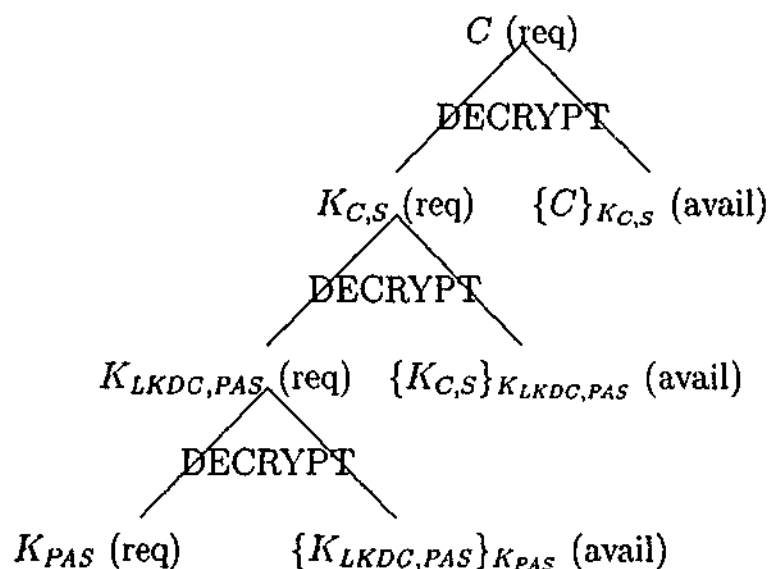 C (req)
DECRYPT
K_{C,S} (req) {C}_{K_{C,S}} (avail)
DECRYPT
K_{LKDC,PAS} (req) {K_{C,S}}_{K_{LKDC,PAS}} (avail)
DECRYPT
K_{PAS} (req) {K_{LKDC,PAS}}_{K_{PAS}} (avail)